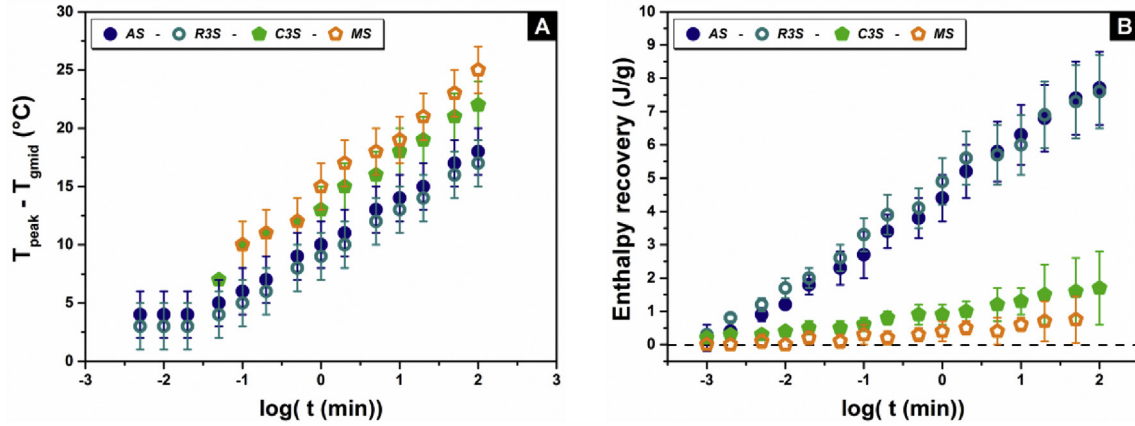 A
AS - R3S - C3S - MS
30
25
20
15
10
5
0
T_peak - T_gmid (°C)
-3 -2 -1 0 1 2 3
log( t (min))
B
AS - R3S - C3S - MS
10
9
8
7
6
5
4
3
2
1
0
Enthalpy recovery (J/g)
-3 -2 -1 0 1 2
log( t (min))